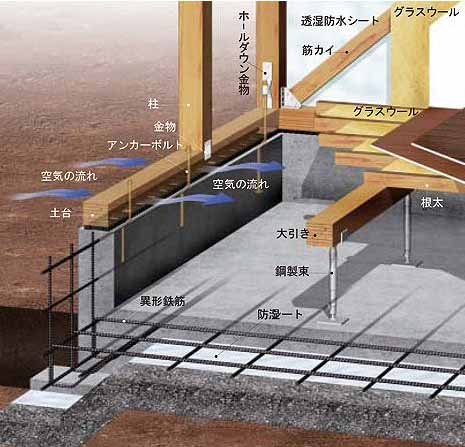 ホールダウン金物
透湿防水シート
グラスウール
筋カイ
柱
グラスウール
金物
アンカーボルト
空気の流れ
空気の流れ
土台
根太
大引き
鋼製束
異形鉄筋
防湿ート